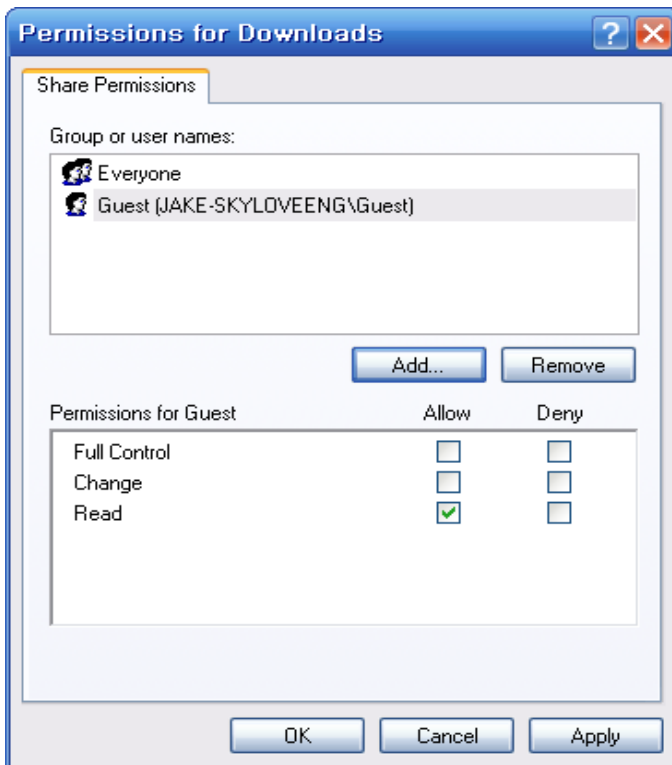 Permissions for Downloads
Share Permissions
Group or user names:
Everyone
Guest (JAKE-SKYLOVEENG\Guest)
Add... Remove
Permissions for Guest Allow Deny
Full Control
Change
Read
OK Cancel Apply